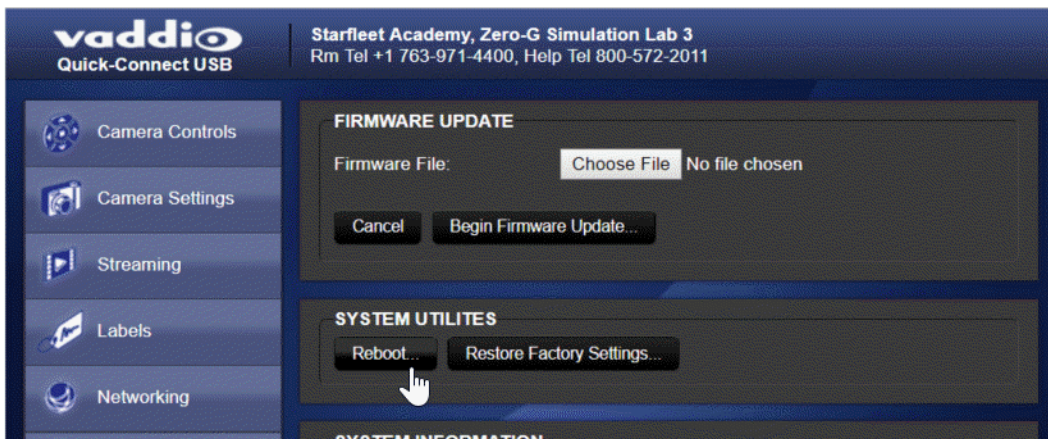 vaddio
Quick-Connect USB
Starfleet Academy, Zero-G Simulation Lab 3
Rm Tel +1 763-971-4400, Help Tel 800-572-2011
Camera Controls
Camera Settings
Streaming
Labels
Networking
FIRMWARE UPDATE
Firmware File: Choose File No file chosen
Cancel Begin Firmware Update...
SYSTEM UTILITES
Reboot... Restore Factory Settings...
SYSTEM INFORMATION